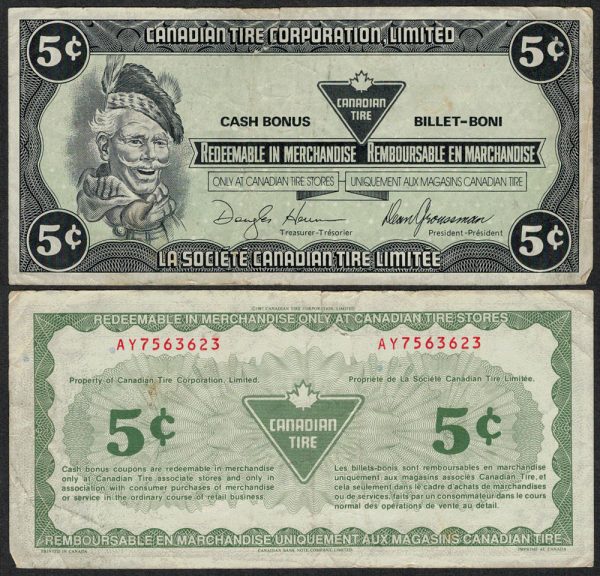 5¢ CANADIAN TIRE CORPORATION, LIMITED 5¢
CANADIAN
TIRE
CASH BONUS BILLET-BONI
REDEEMABLE IN MERCHANDISE REMBOURSABLE EN MARCHANDISE
ONLY AT CANADIAN TIRE STORES UNIQUEMENT AUX MAGASINS CANADIAN TIRE
Dean Groussman
Treasurer-Trésorier President-Président
5¢ LA SOCIÉTÉ CANADIAN TIRE LIMITÉE 5¢
©1987 CANADIAN TIRE CORPORATION, LIMITED
REDEEMABLE IN MERCHANDISE ONLY AT CANADIAN TIRE STORES
AY7563623 AY7563623
Property of Canadian Tire Corporation, Limited. Propriété de La Société Canadian Tire Limitée.
5¢ CANADIAN 5¢
TIRE
Cash bonus coupons are redeemable in merchandise
only at Canadian Tire associate stores and only in
association with consumer purchases of merchandise
or service in the ordinary course of retail business.
Les billets-bonis sont remboursables en marchandise
uniquement aux magasins associés Canadian Tire, et
cela seulement dans le cadre d'achats de marchandises
ou de services, faits par un consommateur dans le cours
normal des opérations de vente au détail.
REMBOURSABLE EN MARCHANDISE UNIQUEMENT AUX MAGASINS CANADIAN TIRE
PRINTED IN CANADA CANADIAN BANK NOTE COMPANY, LIMITED IMPRIMÉ AU CANADA